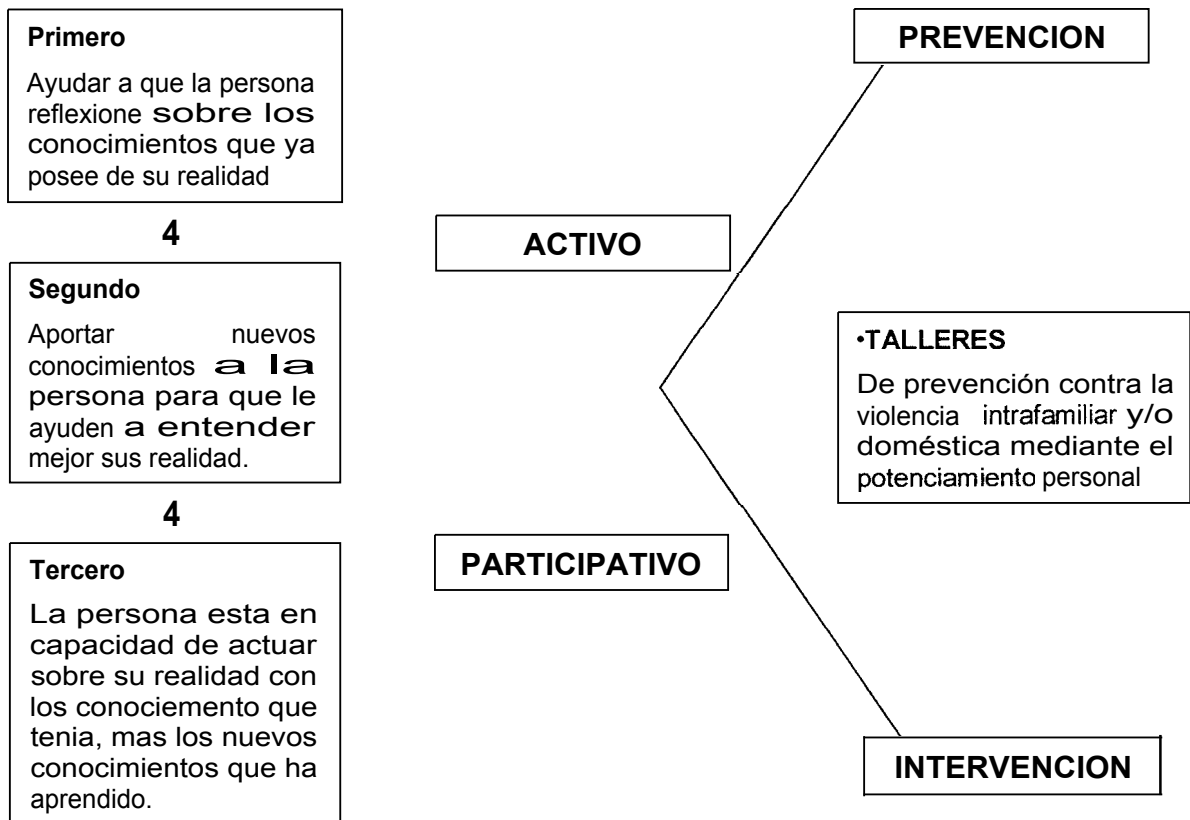 Primero
Ayudar a que la persona
reflexione sobre los
conocimientos que ya
posee de su realidad
4
Segundo
Aportar nuevos
conocimientos a la
persona para que le
ayuden a entender
mejor sus realidad.
4
Tercero
La persona esta en
capacidad de actuar
sobre su realidad con
los conociemento que
tenia, mas los nuevos
conocimientos que ha
aprendido.
ACTIVO
PARTICIPATIVO
PREVENCION
•TALLERES
De prevención contra la
violencia intrafamiliar y/o
doméstica mediante el
potenciamiento personal
INTERVENCION